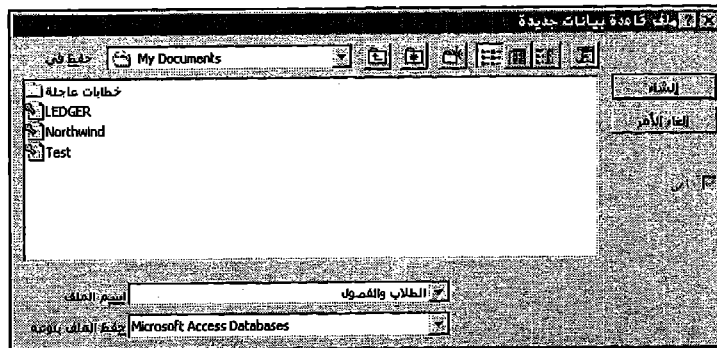 ملف قاعدة بيانات جديدة
حفظ في My Documents
خطابات عاجلة
LEDGER
Northwind
Test
إنشاء
إلغاء الأمر
اسم الملف الطلاب والفصول
حفظ الملف بنوعه Microsoft Access Databases